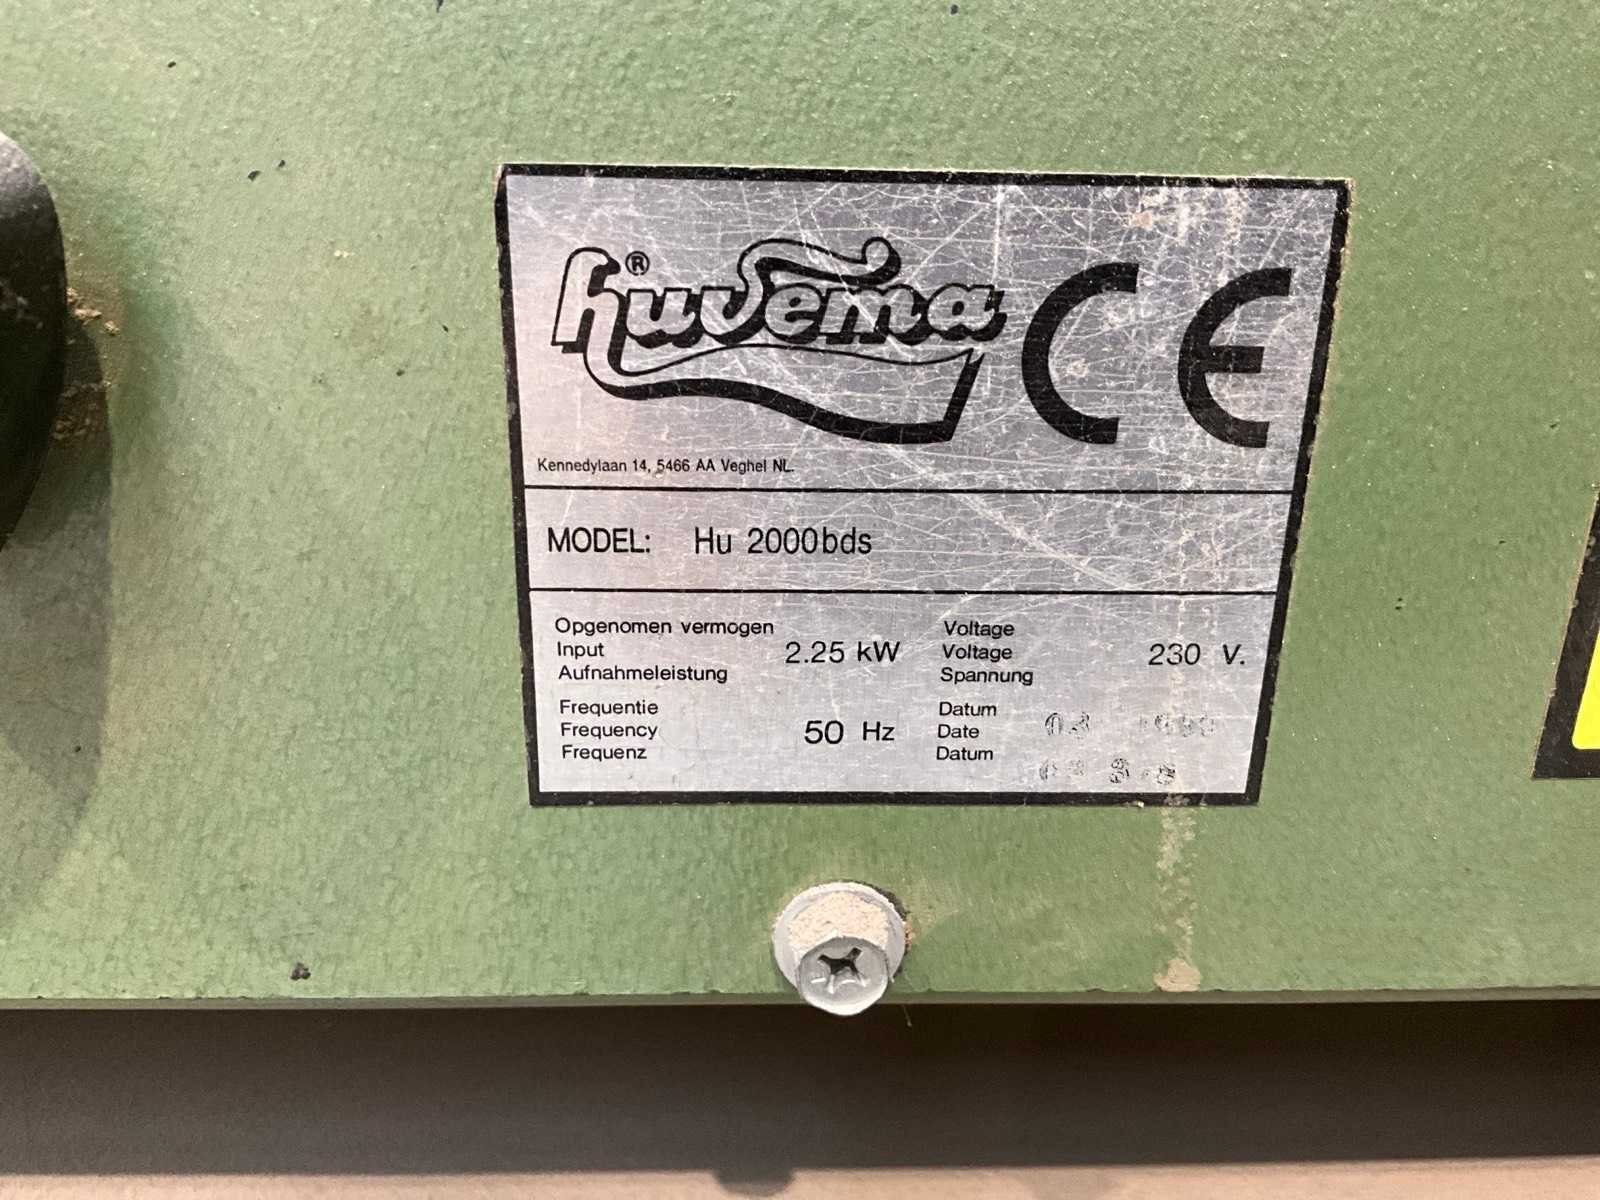 huvema®
CE
Kennedylaan 14, 5466 AA Veghel NL.
MODEL: Hu 2000bds
Opgenomen vermogen
Input 2.25 kW
Aufnahmeleistung
Voltage
Voltage 230 V.
Spannung
Frequentie
Frequency 50 Hz
Frequenz
Datum
Date
Datum